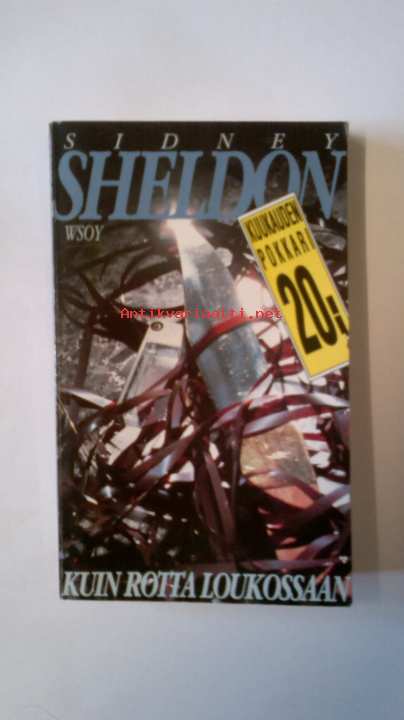 SIDNEY
SHELDON
WSOY
KUUKAUDEN
POKKARI
20,-
Antikvariaatti.net
KUIN ROTTA LOUKOSSAAN